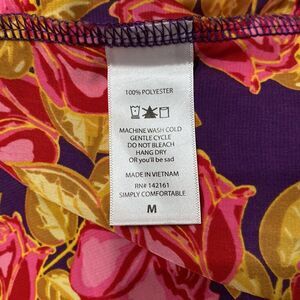 100% POLYESTER
MACHINE WASH COLD
GENTLE CYCLE
DO NOT BLEACH
HANG DRY
OR you'll be sad
MADE IN VIETNAM
RN# 142161
SIMPLY COMFORTABLE
M